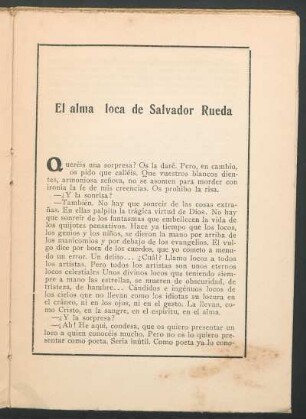 El alma loca de Salvador Rueda
Queréis una sorpresa? Os la daré. Pero, en cambio,
os pido que calléis. Que vuestros blancos dien-
tes, armoniosa señora, no se asomen para morder con
ironía la fe de mis creencias. Os prohibo la risa.
—¿Y la sonrisa?
—También. No hay que sonreir de las cosas extra-
ñas. En ellas palpita la trágica virtud de Dios. No hay
que sonreir de los fantasmas que embellecen la vida de
los quijotes pensativos. Hace ya tiempo que los locos,
los genios y los niños, se dieron la mano por arriba de
los manicomios y por debajo de los evangelios. El vul-
go dice por boca de los cuerdos, que yo cometo a menu-
do un error. Un delito... ¿Cuál? Llamo locos a todos
los artistas. Pero todos los artistas son unos eternos
locos celestiales Unos divinos locos que teniendo siem-
pre a mano las estrellas, se mueren de obscuridad, de
tristeza, de hambre... Cándidos e ingénuos locos de
los cielos que no llevan como los idiotas su locura en
el cráneo, ni en los ojos, ni en el gesto. La llevan, co-
mo Cristo, en la sangre, en el espíritu, en el alma.
—¿Y la sorpresa?
—¡Ah! He aquí, condesa, que os quiero presentar un
loco a quien conocéis mucho. Pero no os lo quiero
presentar como poeta. Sería inútil. Como poeta ya lo cono-